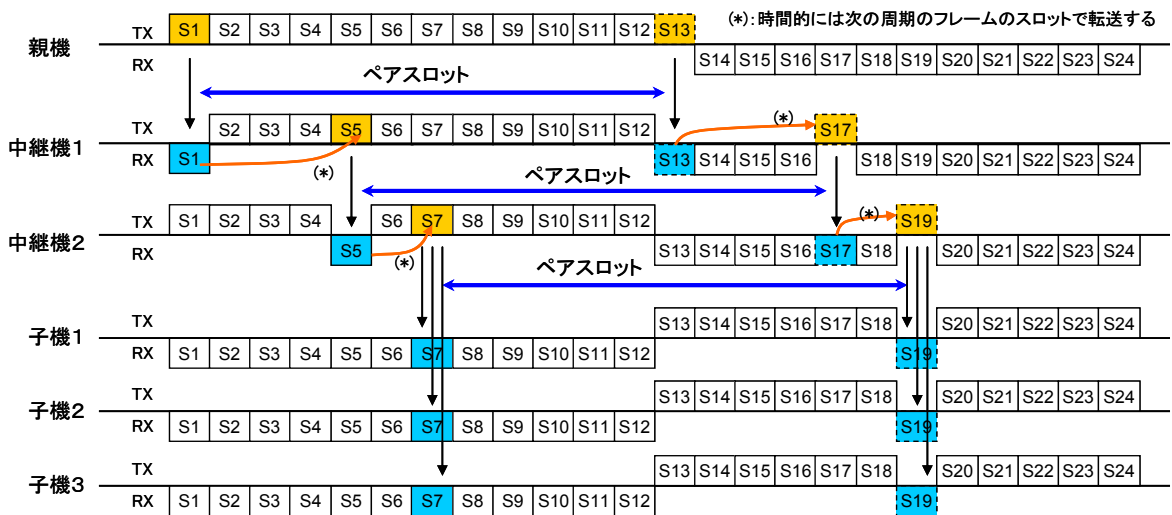 (*): 時間的には次の周期のフレームのスロットで転送する
親機
TX S1 S2 S3 S4 S5 S6 S7 S8 S9 S10 S11 S12 S13
RX S14 S15 S16 S17 S18 S19 S20 S21 S22 S23 S24
ペアスロット
中継機1
TX S2 S3 S4 S5 S6 S7 S8 S9 S10 S11 S12 (*) S17
RX S1 (*) S13 S14 S15 S16 S18 S19 S20 S21 S22 S23 S24
ペアスロット
中継機2
TX S1 S2 S3 S4 S6 S7 S8 S9 S10 S11 S12 (*) S19
RX S5 (*) S13 S14 S15 S16 S17 S18 S20 S21 S22 S23 S24
ペアスロット
子機1
TX S13 S14 S15 S16 S17 S18 S20 S21 S22 S23 S24
RX S1 S2 S3 S4 S5 S6 S7 S8 S9 S10 S11 S12 S19
子機2
TX S13 S14 S15 S16 S17 S18 S20 S21 S22 S23 S24
RX S1 S2 S3 S4 S5 S6 S7 S8 S9 S10 S11 S12 S19
子機3
TX S13 S14 S15 S16 S17 S18 S20 S21 S22 S23 S24
RX S1 S2 S3 S4 S5 S6 S7 S8 S9 S10 S11 S12 S19